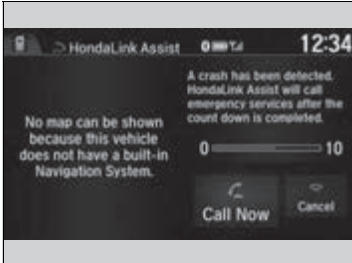 HondaLink Assist
12:34
A crash has been detected.
HondaLink Assist will call
emergency services after the
count down is completed.
No map can be shown
because this vehicle
does not have a built-in
Navigation System.
0
10
Call Now
Cancel